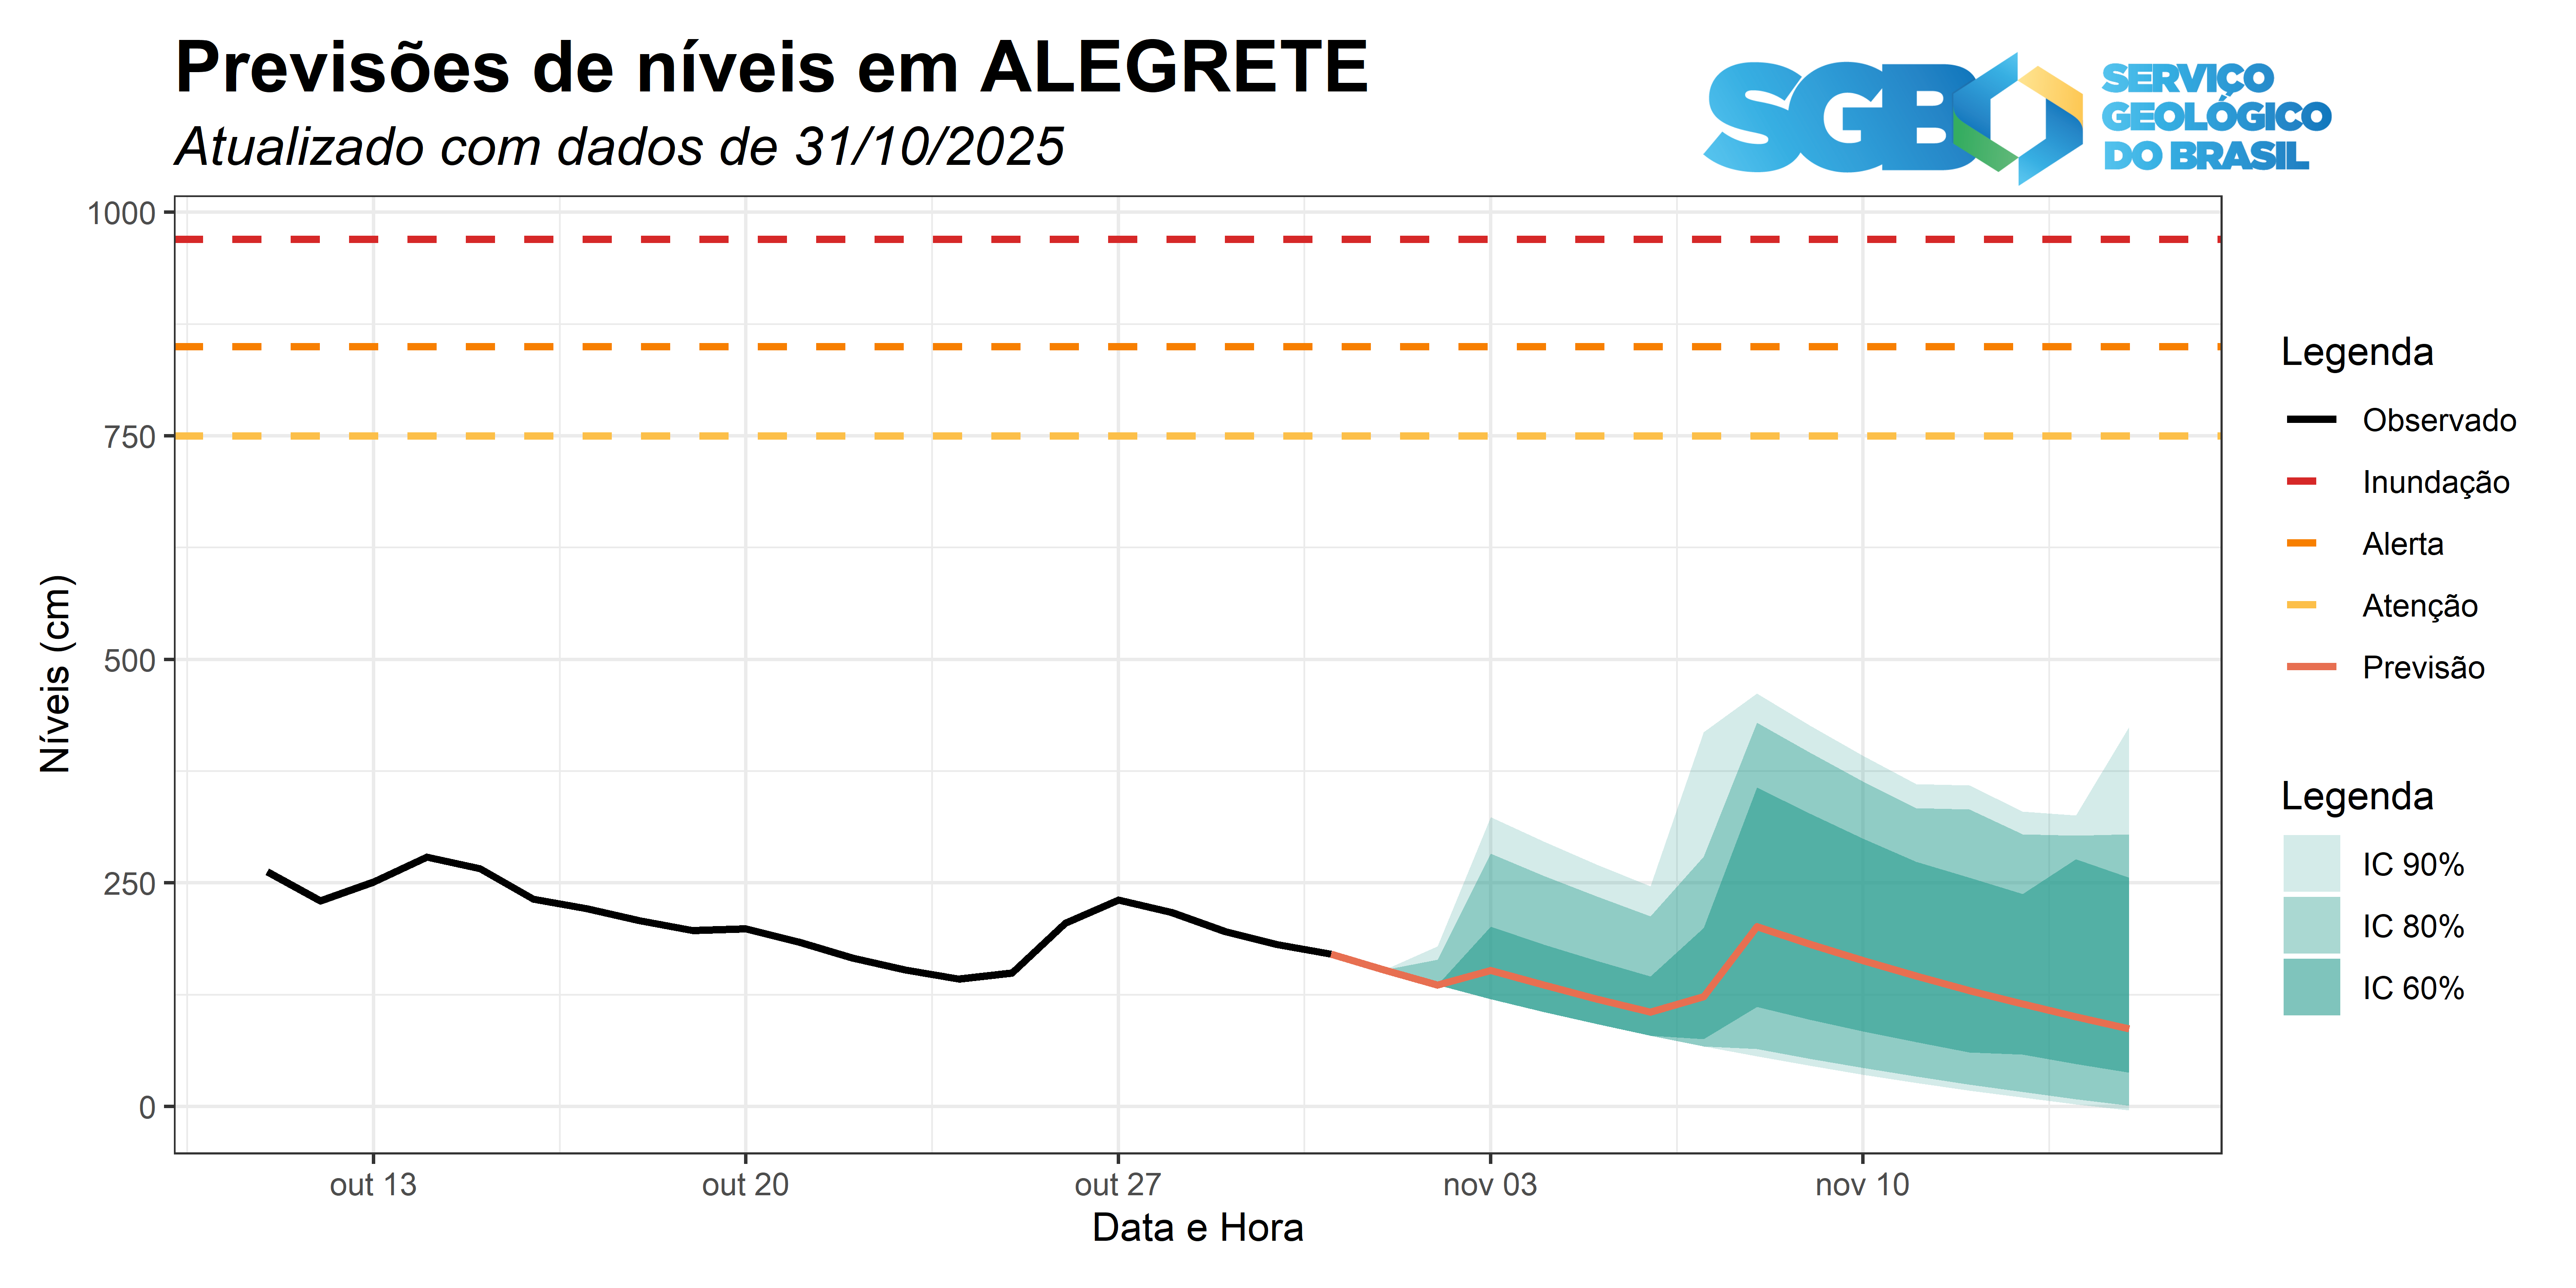 Previsões de níveis em ALEGRETE
Atualizado com dados de 31/10/2025
SGB
SERVIÇO
GEOLÓGICO
DO BRASIL
1000
750
500
250
0
Níveis (cm)
out 13
out 20
out 27
nov 03
nov 10
Data e Hora
Legenda
Observado
Inundação
Alerta
Atenção
Previsão
Legenda
IC 90%
IC 80%
IC 60%